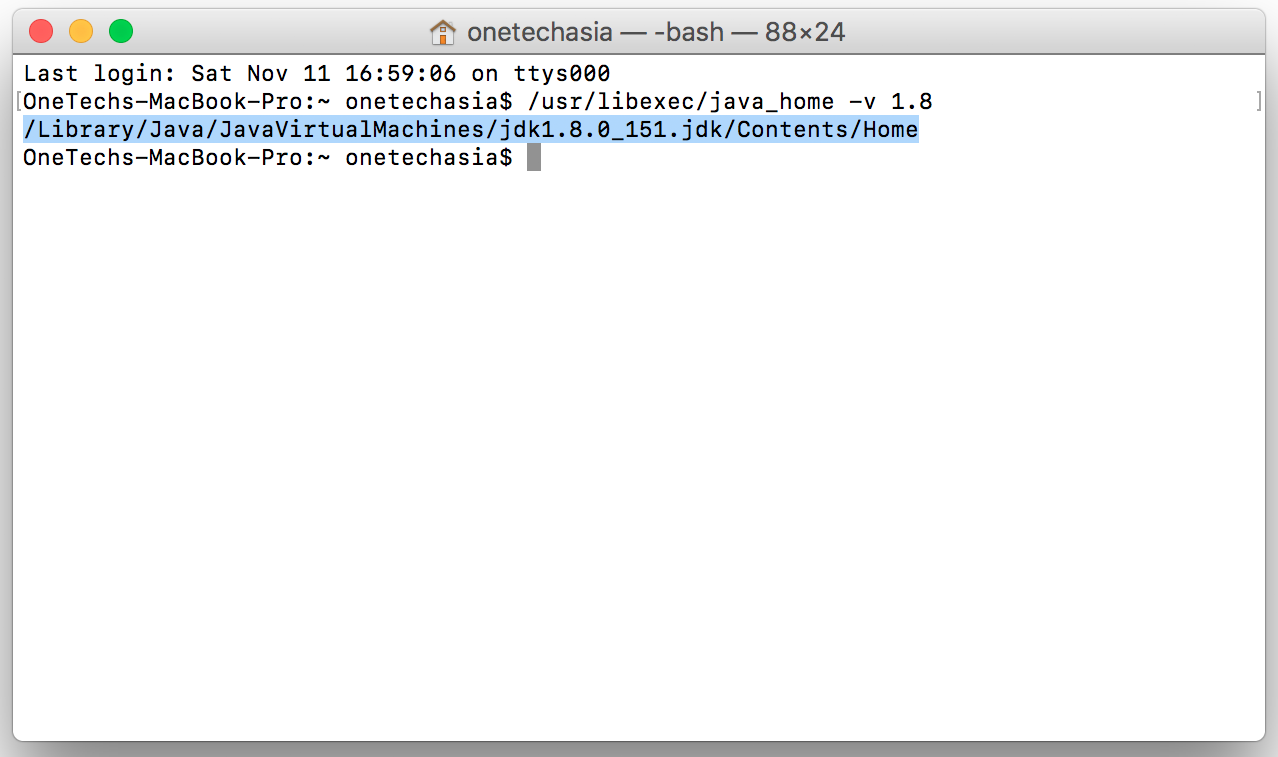 onetechasia — -bash — 88×24
Last login: Sat Nov 11 16:59:06 on ttys000
[OneTechs-MacBook-Pro:~ onetechasia$ /usr/libexec/java_home -v 1.8 ]
/Library/Java/JavaVirtualMachines/jdk1.8.0_151.jdk/Contents/Home
OneTechs-MacBook-Pro:~ onetechasia$